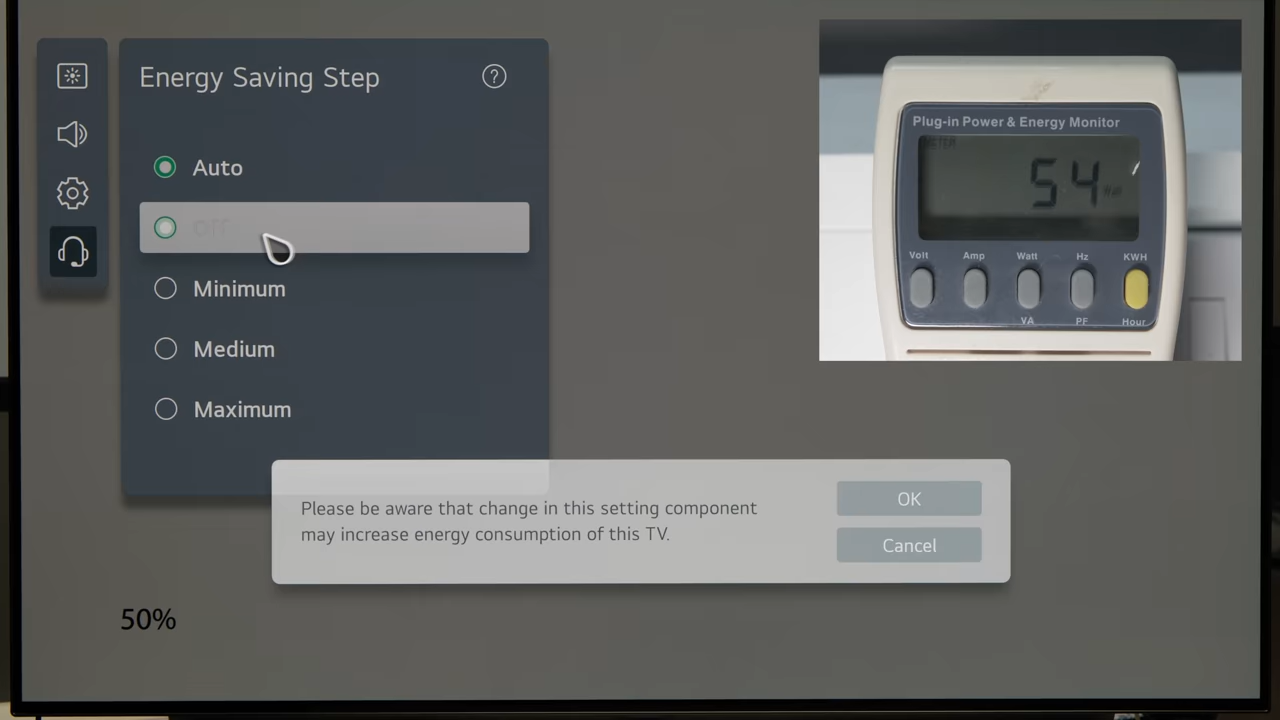 Energy Saving Step
?
Auto
Off
Minimum
Medium
Maximum
Please be aware that change in this setting component
may increase energy consumption of this TV.
OK
Cancel
50%
Plug-in Power & Energy Monitor
54
Volt Amp Watt Hz KWH
VA PF Hour